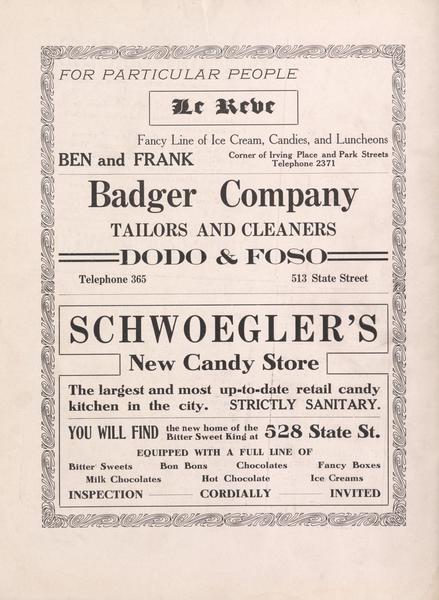 FOR PARTICULAR PEOPLE
Le Reve
Fancy Line of Ice Cream, Candies, and Luncheons
BEN and FRANK
Corner of Irving Place and Park Streets
Telephone 2371
Badger Company
TAILORS AND CLEANERS
DODO & FOSO
Telephone 365 513 State Street
SCHWOEGLER'S
New Candy Store
The largest and most up-to-date retail candy
kitchen in the city. STRICTLY SANITARY.
YOU WILL FIND the new home of the
Bitter Sweet King at 528 State St.
EQUIPPED WITH A FULL LINE OF
Bitter Sweets Bon Bons Chocolates Fancy Boxes
Milk Chocolates Hot Chocolate Ice Creams
INSPECTION CORDIALLY INVITED